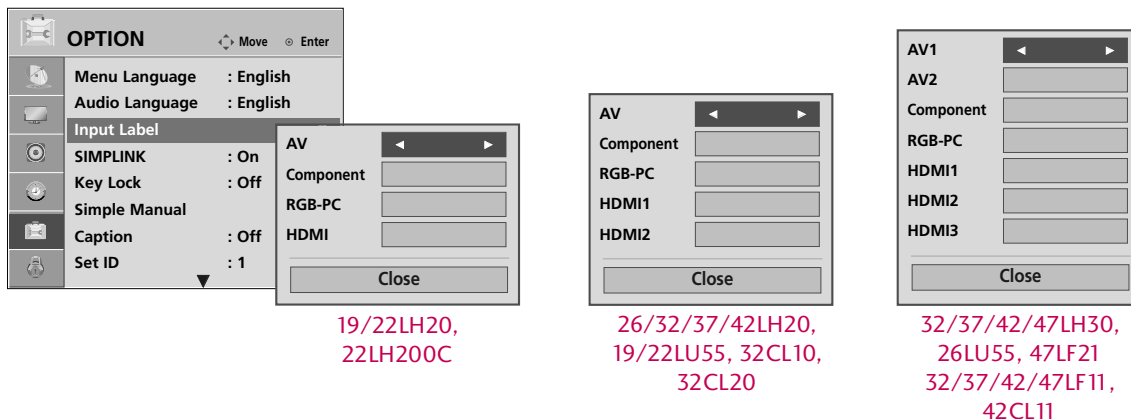 OPTION Move Enter
Menu Language : English
Audio Language : English
Input Label
SIMPLINK : On
Key Lock : Off
Simple Manual
Caption : Off
Set ID : 1
AV
Component
RGB-PC
HDMI
Close
19/22LH20,
22LH200C
AV
Component
RGB-PC
HDMI1
HDMI2
Close
26/32/37/42LH20,
19/22LU55, 32CL10,
32CL20
AV1
AV2
Component
RGB-PC
HDMI1
HDMI2
HDMI3
Close
32/37/42/47LH30,
26LU55, 47LF21
32/37/42/47LF11,
42CL11